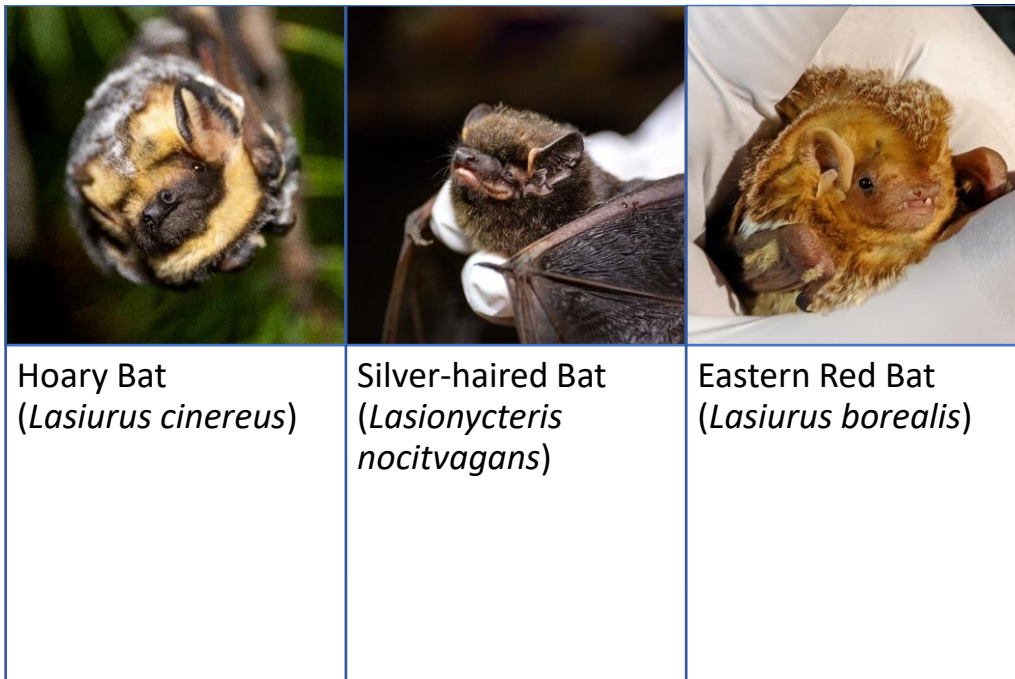 Hoary Bat
(Lasiurus cinereus)
Silver-haired Bat
(Lasionycteris
nocitvagans)
Eastern Red Bat
(Lasiurus borealis)